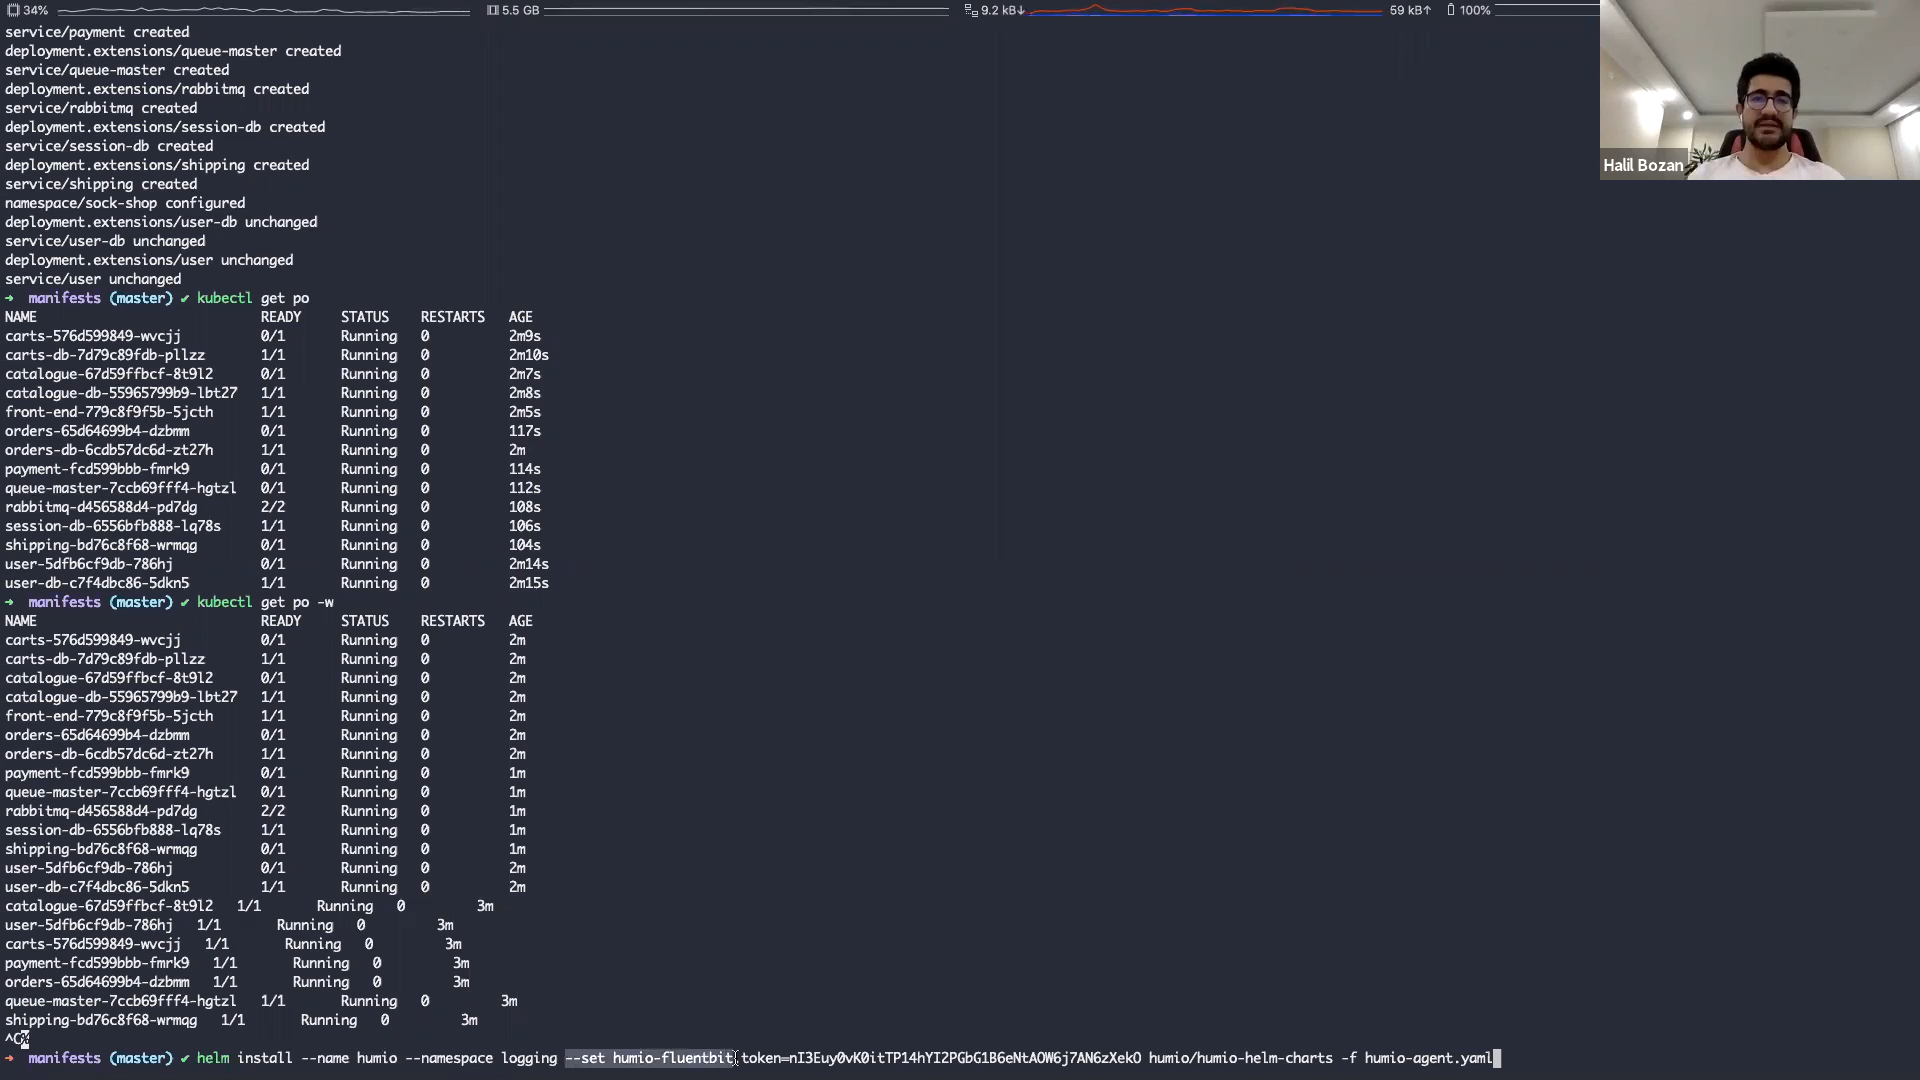 34%
5.5 GB
9.2 kB↓
59 kB↑
100%
service/payment created
deployment.extensions/queue-master created
service/queue-master created
deployment.extensions/rabbitmq created
service/rabbitmq created
deployment.extensions/session-db created
service/session-db created
deployment.extensions/shipping created
service/shipping created
namespace/sock-shop configured
deployment.extensions/user-db unchanged
service/user-db unchanged
deployment.extensions/user unchanged
service/user unchanged
→ manifests (master) ✔ kubectl get po
NAME READY STATUS RESTARTS AGE
carts-576d599849-wvcjj 0/1 Running 0 2m9s
carts-db-7d79c89fdb-pllzz 1/1 Running 0 2m10s
catalogue-67d59ffbcf-8t9l2 0/1 Running 0 2m7s
catalogue-db-55965799b9-lbt27 1/1 Running 0 2m8s
front-end-779c8f9f5b-5jcth 1/1 Running 0 2m5s
orders-65d64699b4-dzbmm 0/1 Running 0 117s
orders-db-6cdb57dc6d-zt27h 1/1 Running 0 2m
payment-fcd599bbb-fmrk9 0/1 Running 0 114s
queue-master-7ccb69fff4-hgtzl 0/1 Running 0 112s
rabbitmq-d456588d4-pd7dg 2/2 Running 0 108s
session-db-6556bfb888-lq78s 1/1 Running 0 106s
shipping-bd76c8f68-wrmqg 0/1 Running 0 104s
user-5dfb6cf9db-786hj 0/1 Running 0 2m14s
user-db-c7f4dbc86-5dkn5 1/1 Running 0 2m15s
→ manifests (master) ✔ kubectl get po -w
NAME READY STATUS RESTARTS AGE
carts-576d599849-wvcjj 0/1 Running 0 2m
carts-db-7d79c89fdb-pllzz 1/1 Running 0 2m
catalogue-67d59ffbcf-8t9l2 0/1 Running 0 2m
catalogue-db-55965799b9-lbt27 1/1 Running 0 2m
front-end-779c8f9f5b-5jcth 1/1 Running 0 2m
orders-65d64699b4-dzbmm 0/1 Running 0 2m
orders-db-6cdb57dc6d-zt27h 1/1 Running 0 2m
payment-fcd599bbb-fmrk9 0/1 Running 0 1m
queue-master-7ccb69fff4-hgtzl 0/1 Running 0 1m
rabbitmq-d456588d4-pd7dg 2/2 Running 0 1m
session-db-6556bfb888-lq78s 1/1 Running 0 1m
shipping-bd76c8f68-wrmqg 0/1 Running 0 1m
user-5dfb6cf9db-786hj 0/1 Running 0 2m
user-db-c7f4dbc86-5dkn5 1/1 Running 0 2m
catalogue-67d59ffbcf-8t9l2 1/1 Running 0 3m
user-5dfb6cf9db-786hj 1/1 Running 0 3m
carts-576d599849-wvcjj 1/1 Running 0 3m
payment-fcd599bbb-fmrk9 1/1 Running 0 3m
orders-65d64699b4-dzbmm 1/1 Running 0 3m
queue-master-7ccb69fff4-hgtzl 1/1 Running 0 3m
shipping-bd76c8f68-wrmqg 1/1 Running 0 3m
^C%
→ manifests (master) ✔ helm install --name humio --namespace logging --set humio-fluentbit.token=nI3Euy0vK0itTP14hYI2PGbG1B6eNtAOW6j7AN6zXekO humio/humio-helm-charts -f humio-agent.yaml
Halil Bozan